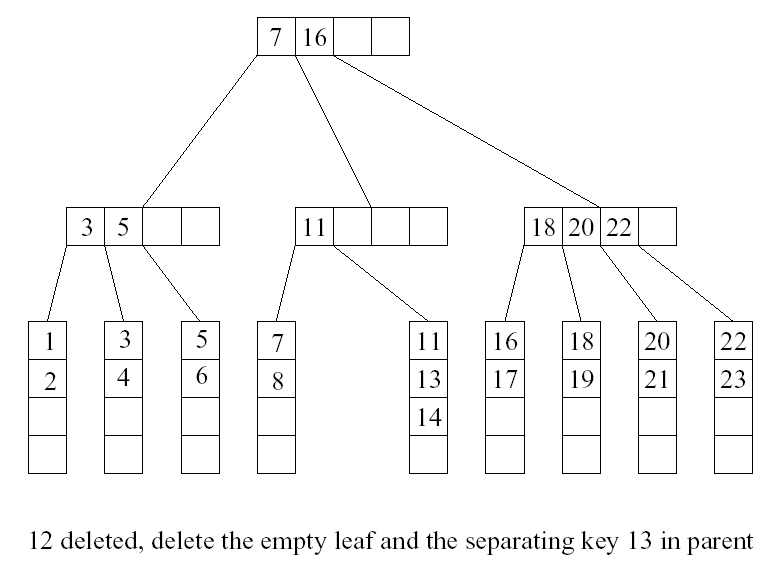 7 16
3 5
11
18 20 22
1 3 5 7 11 16 18 20 22
2 4 6 8 13 17 19 21 23
14
12 deleted, delete the empty leaf and the separating key 13 in parent